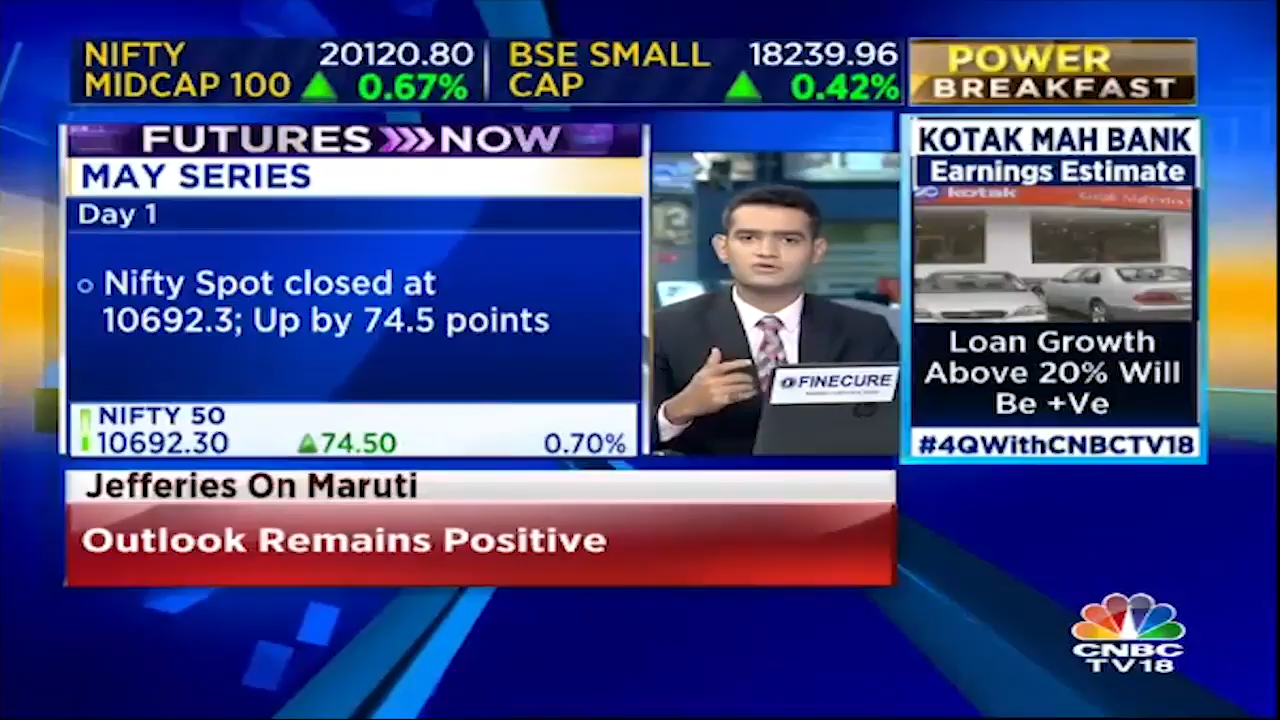 NIFTY 20120.80
MIDCAP 100 ▲ 0.67%
BSE SMALL 18239.96
CAP ▲ 0.42%
POWER
BREAKFAST
FUTURES NOW
MAY SERIES
Day 1
Nifty Spot closed at
10692.3; Up by 74.5 points
NIFTY 50
10692.30 ▲74.50 0.70%
FINECURE
KOTAK MAH BANK
Earnings Estimate
kotak
Loan Growth
Above 20% Will
Be +Ve
#4QWithCNBCTV18
Jefferies On Maruti
Outlook Remains Positive
CNBC
TV18